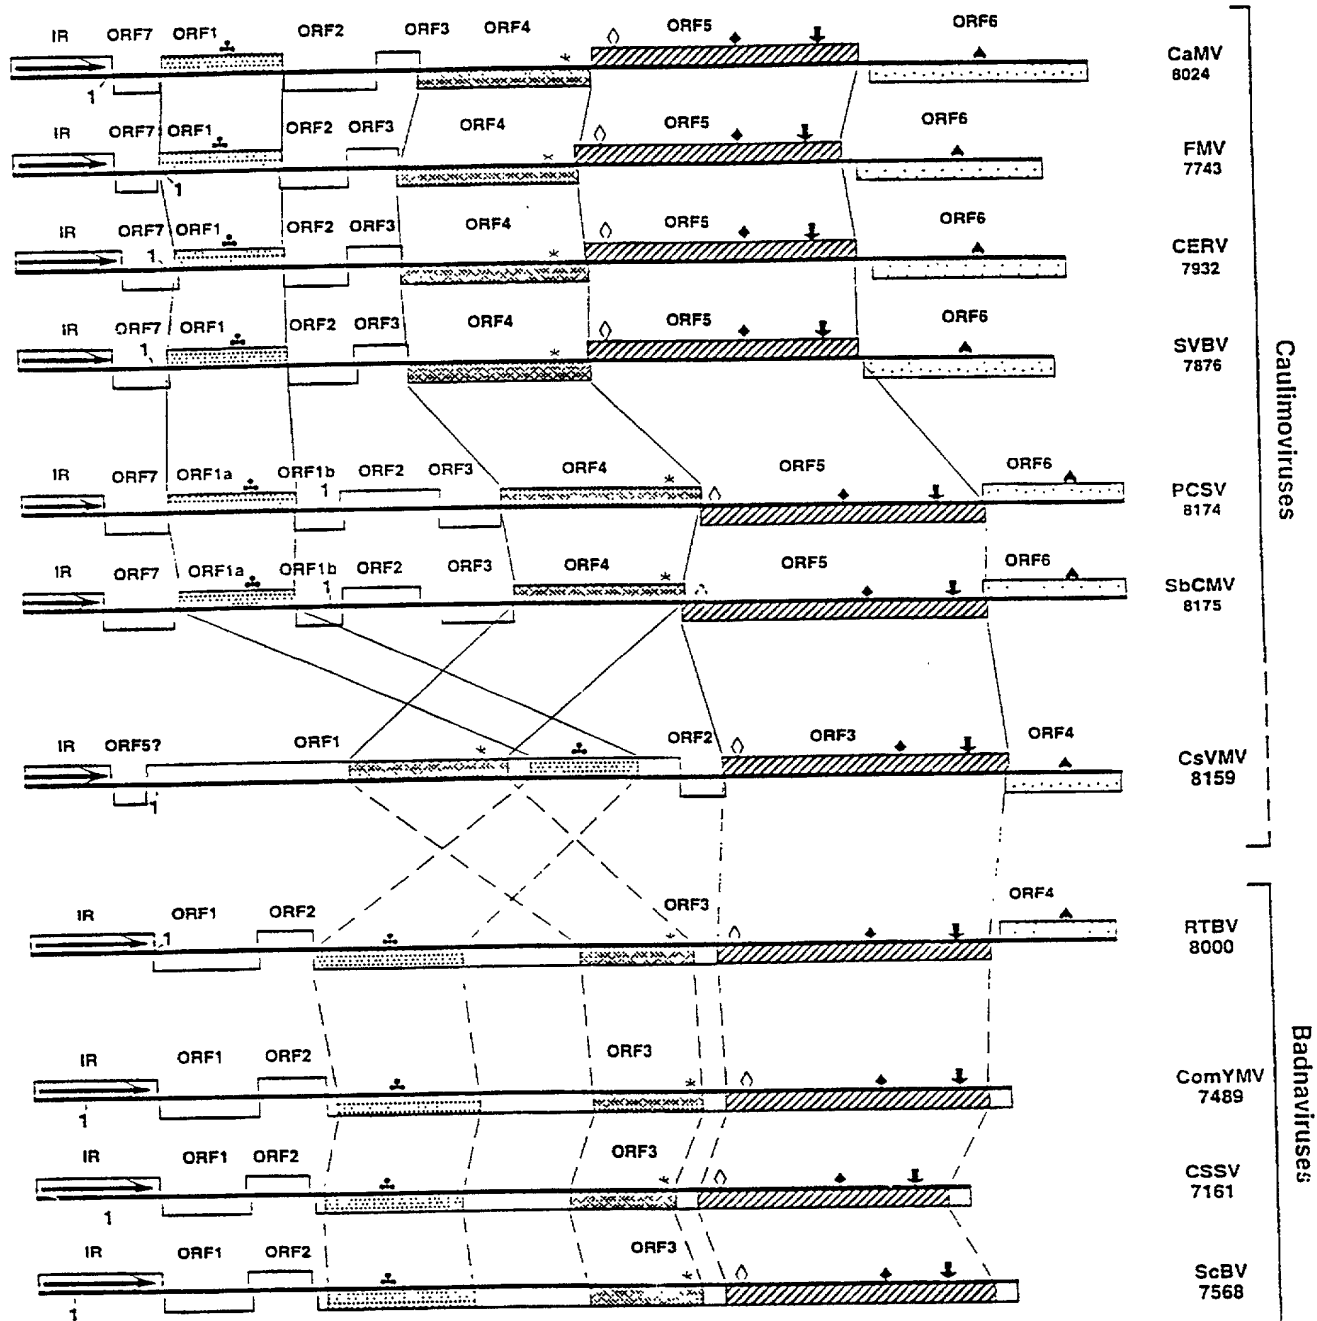 IR ORF7 ORF1 ORF2 ORF3 ORF4 ORF5 ORF6 CaMV
8024
1
IR ORF7 ORF1 ORF2 ORF3 ORF4 ORF5 ORF6 FMV
7743
1
IR ORF7 ORF1 ORF2 ORF3 ORF4 ORF5 ORF6 CERV
7932
1
IR ORF7 ORF1 ORF2 ORF3 ORF4 ORF5 ORF6 SVBV
7876
1
Caulimoviruses
IR ORF7 ORF1a ORF1b ORF2 ORF3 ORF4 ORF5 ORF6 PCSV
8174
1
IR ORF7 ORF1a ORF1b ORF2 ORF3 ORF4 ORF5 ORF6 SbCMV
8175
1
IR ORF5? ORF1 ORF2 ORF3 ORF4 CsVMV
8159
1
IR ORF1 ORF2 ORF3 ORF4 RTBV
8000
1
Badnaviruses
IR ORF1 ORF2 ORF3 ComYMV
7489
1
IR ORF1 ORF2 ORF3 CSSV
7161
1
IR ORF1 ORF2 ORF3 ScBV
7568
1